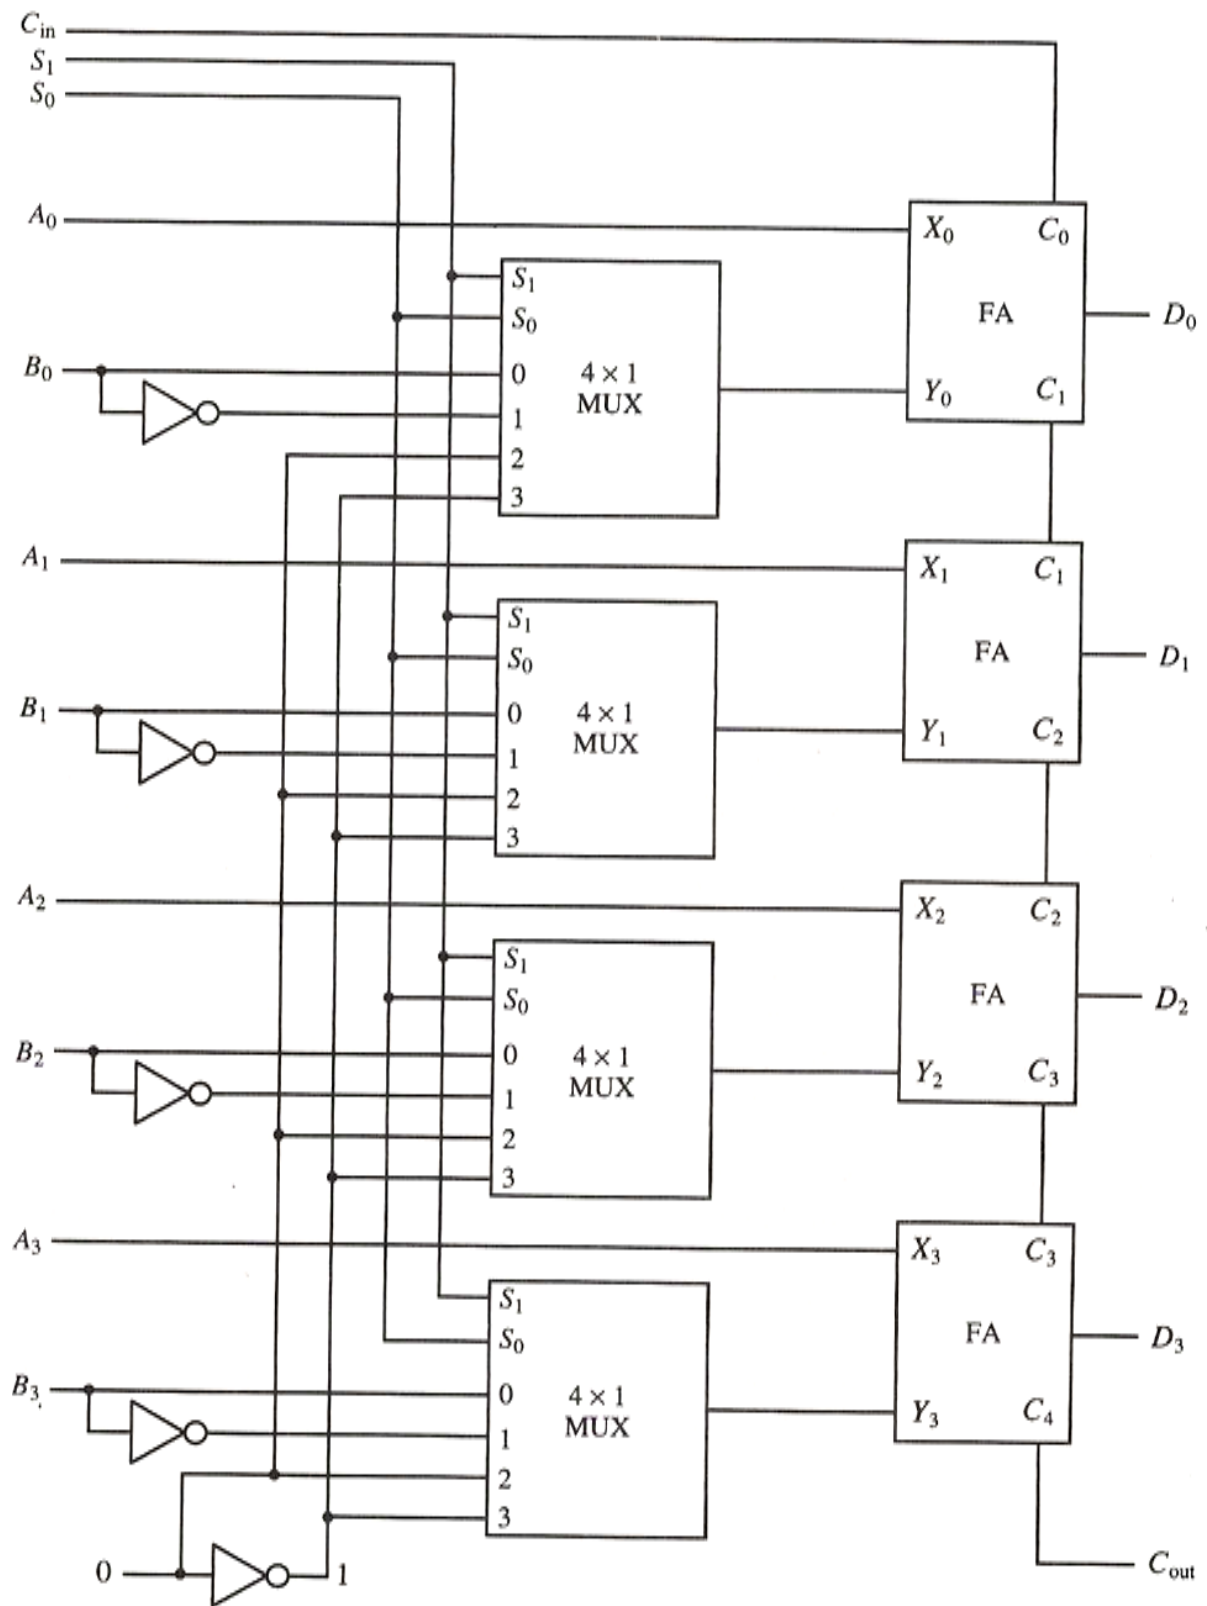 C_in
S_1
S_0
A_0
X_0 C_0
S_1
FA
D_0
S_0
B_0
0
4 × 1
MUX
Y_0 C_1
1
2
3
A_1
X_1 C_1
S_1
FA
D_1
S_0
B_1
0
4 × 1
MUX
Y_1 C_2
1
2
3
A_2
X_2 C_2
S_1
FA
D_2
S_0
B_2
0
4 × 1
MUX
Y_2 C_3
1
2
3
A_3
X_3 C_3
S_1
FA
D_3
S_0
B_3
0
4 × 1
MUX
Y_3 C_4
1
2
3
0
1
C_out